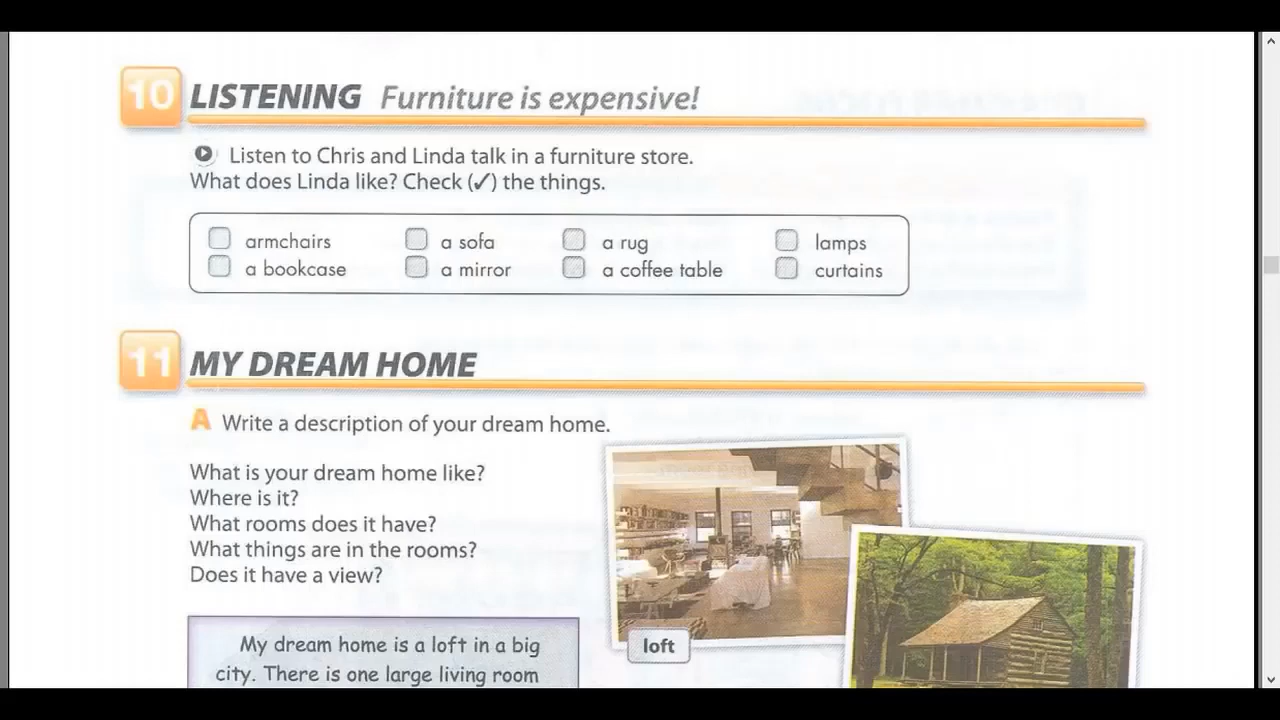 10 LISTENING Furniture is expensive!
Listen to Chris and Linda talk in a furniture store.
What does Linda like? Check (✓) the things.
armchairs a sofa a rug lamps
a bookcase a mirror a coffee table curtains
11 MY DREAM HOME
A Write a description of your dream home.
What is your dream home like?
Where is it?
What rooms does it have?
What things are in the rooms?
Does it have a view?
My dream home is a loft in a big
city. There is one large living room
loft